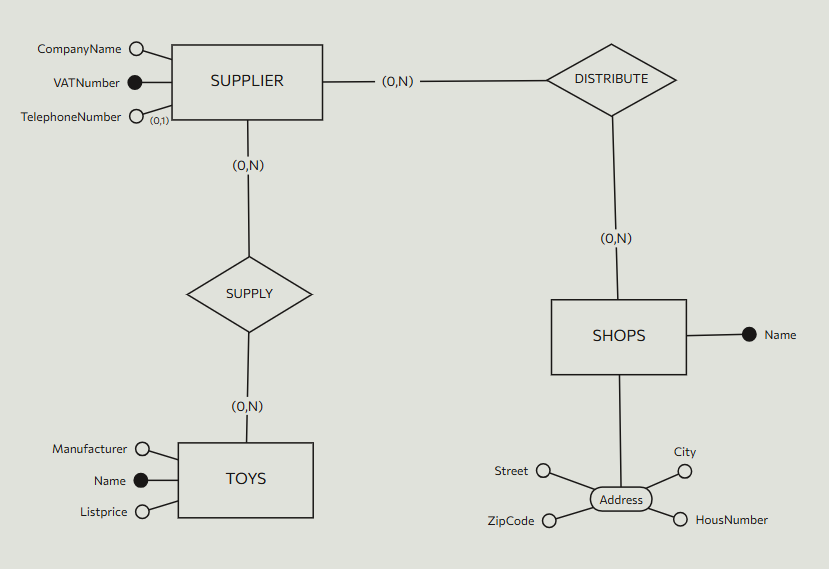 CompanyName
VATNumber
TelephoneNumber
(0,1)
SUPPLIER
(0,N)
DISTRIBUTE
(0,N)
(0,N)
SUPPLY
SHOPS
Name
(0,N)
Manufacturer
Name
Listprice
TOYS
Street
City
Address
ZipCode
HousNumber